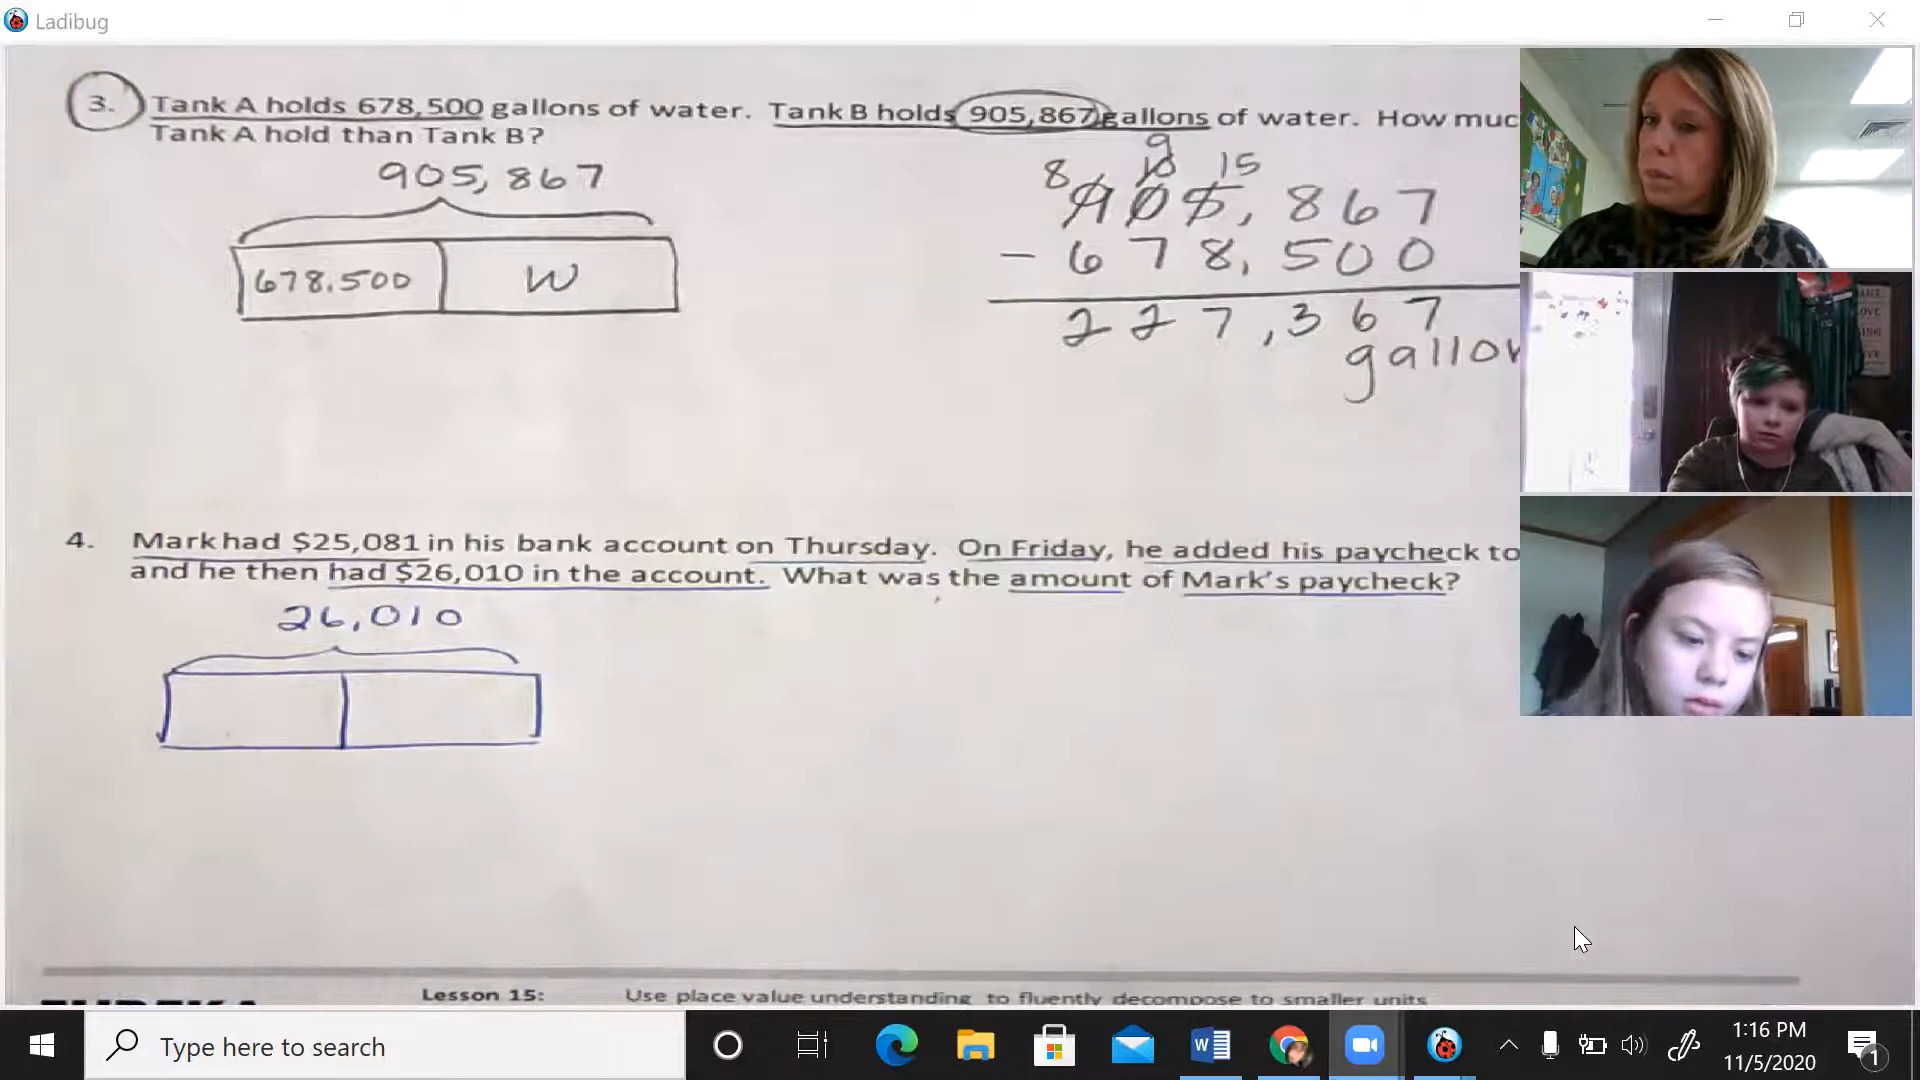 Ladibug
3. Tank A holds 678,500 gallons of water. Tank B holds 905,867 gallons of water. How muc
Tank A hold than Tank B?
905,867
678,500 W
8 9 10 15
905,867
- 678,500
227,367
gallon
4. Mark had $25,081 in his bank account on Thursday. On Friday, he added his paycheck to
and he then had $26,010 in the account. What was the amount of Mark's paycheck?
26,010
Lesson 15: Use place value understanding to fluently decompose to smaller units
Type here to search
1:16 PM
11/5/2020
1